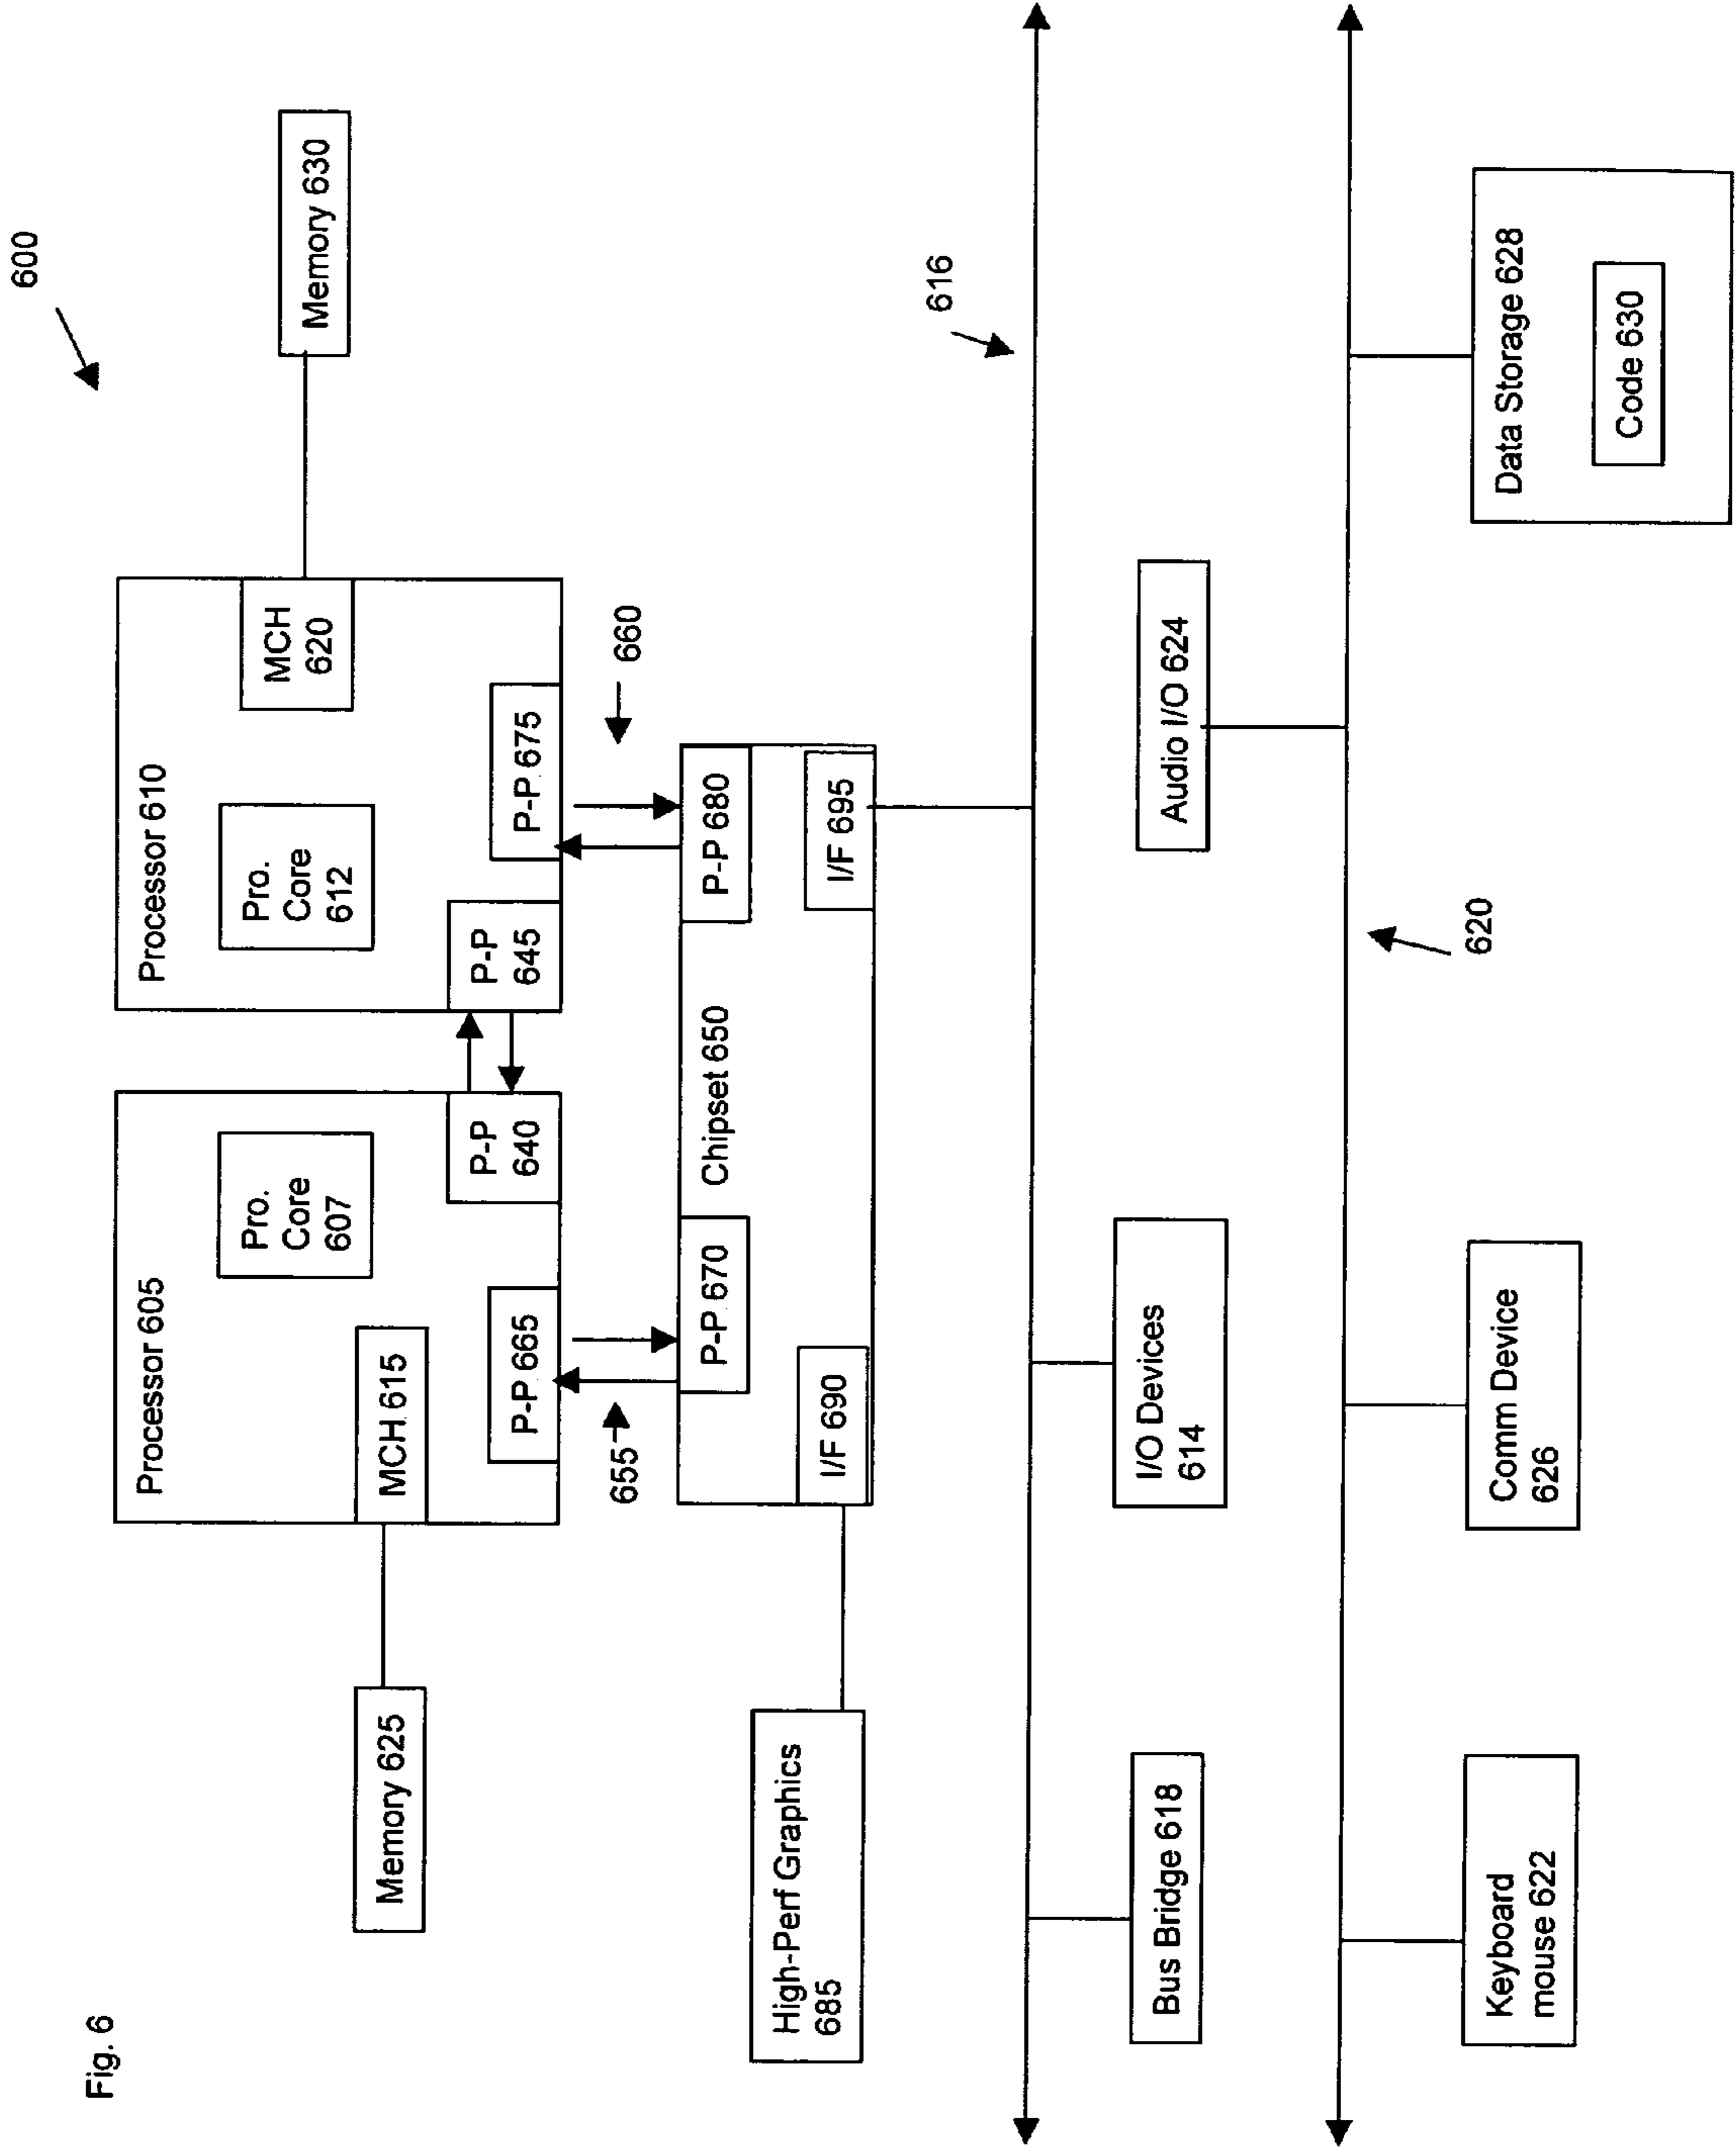 Fig. 6
600
Processor 605
Pro.
Core
607
MCH 615
P-P
640
P-P 665
Memory 625
Processor 610
Pro.
Core
612
MCH
620
P-P
645
P-P 675
Memory 630
655
660
P-P 670
Chipset 650
P-P 680
I/F 690
I/F 695
High-Perf Graphics
685
616
Bus Bridge 618
I/O Devices
614
Audio I/O 624
620
Keyboard
mouse 622
Comm Device
626
Data Storage 628
Code 630